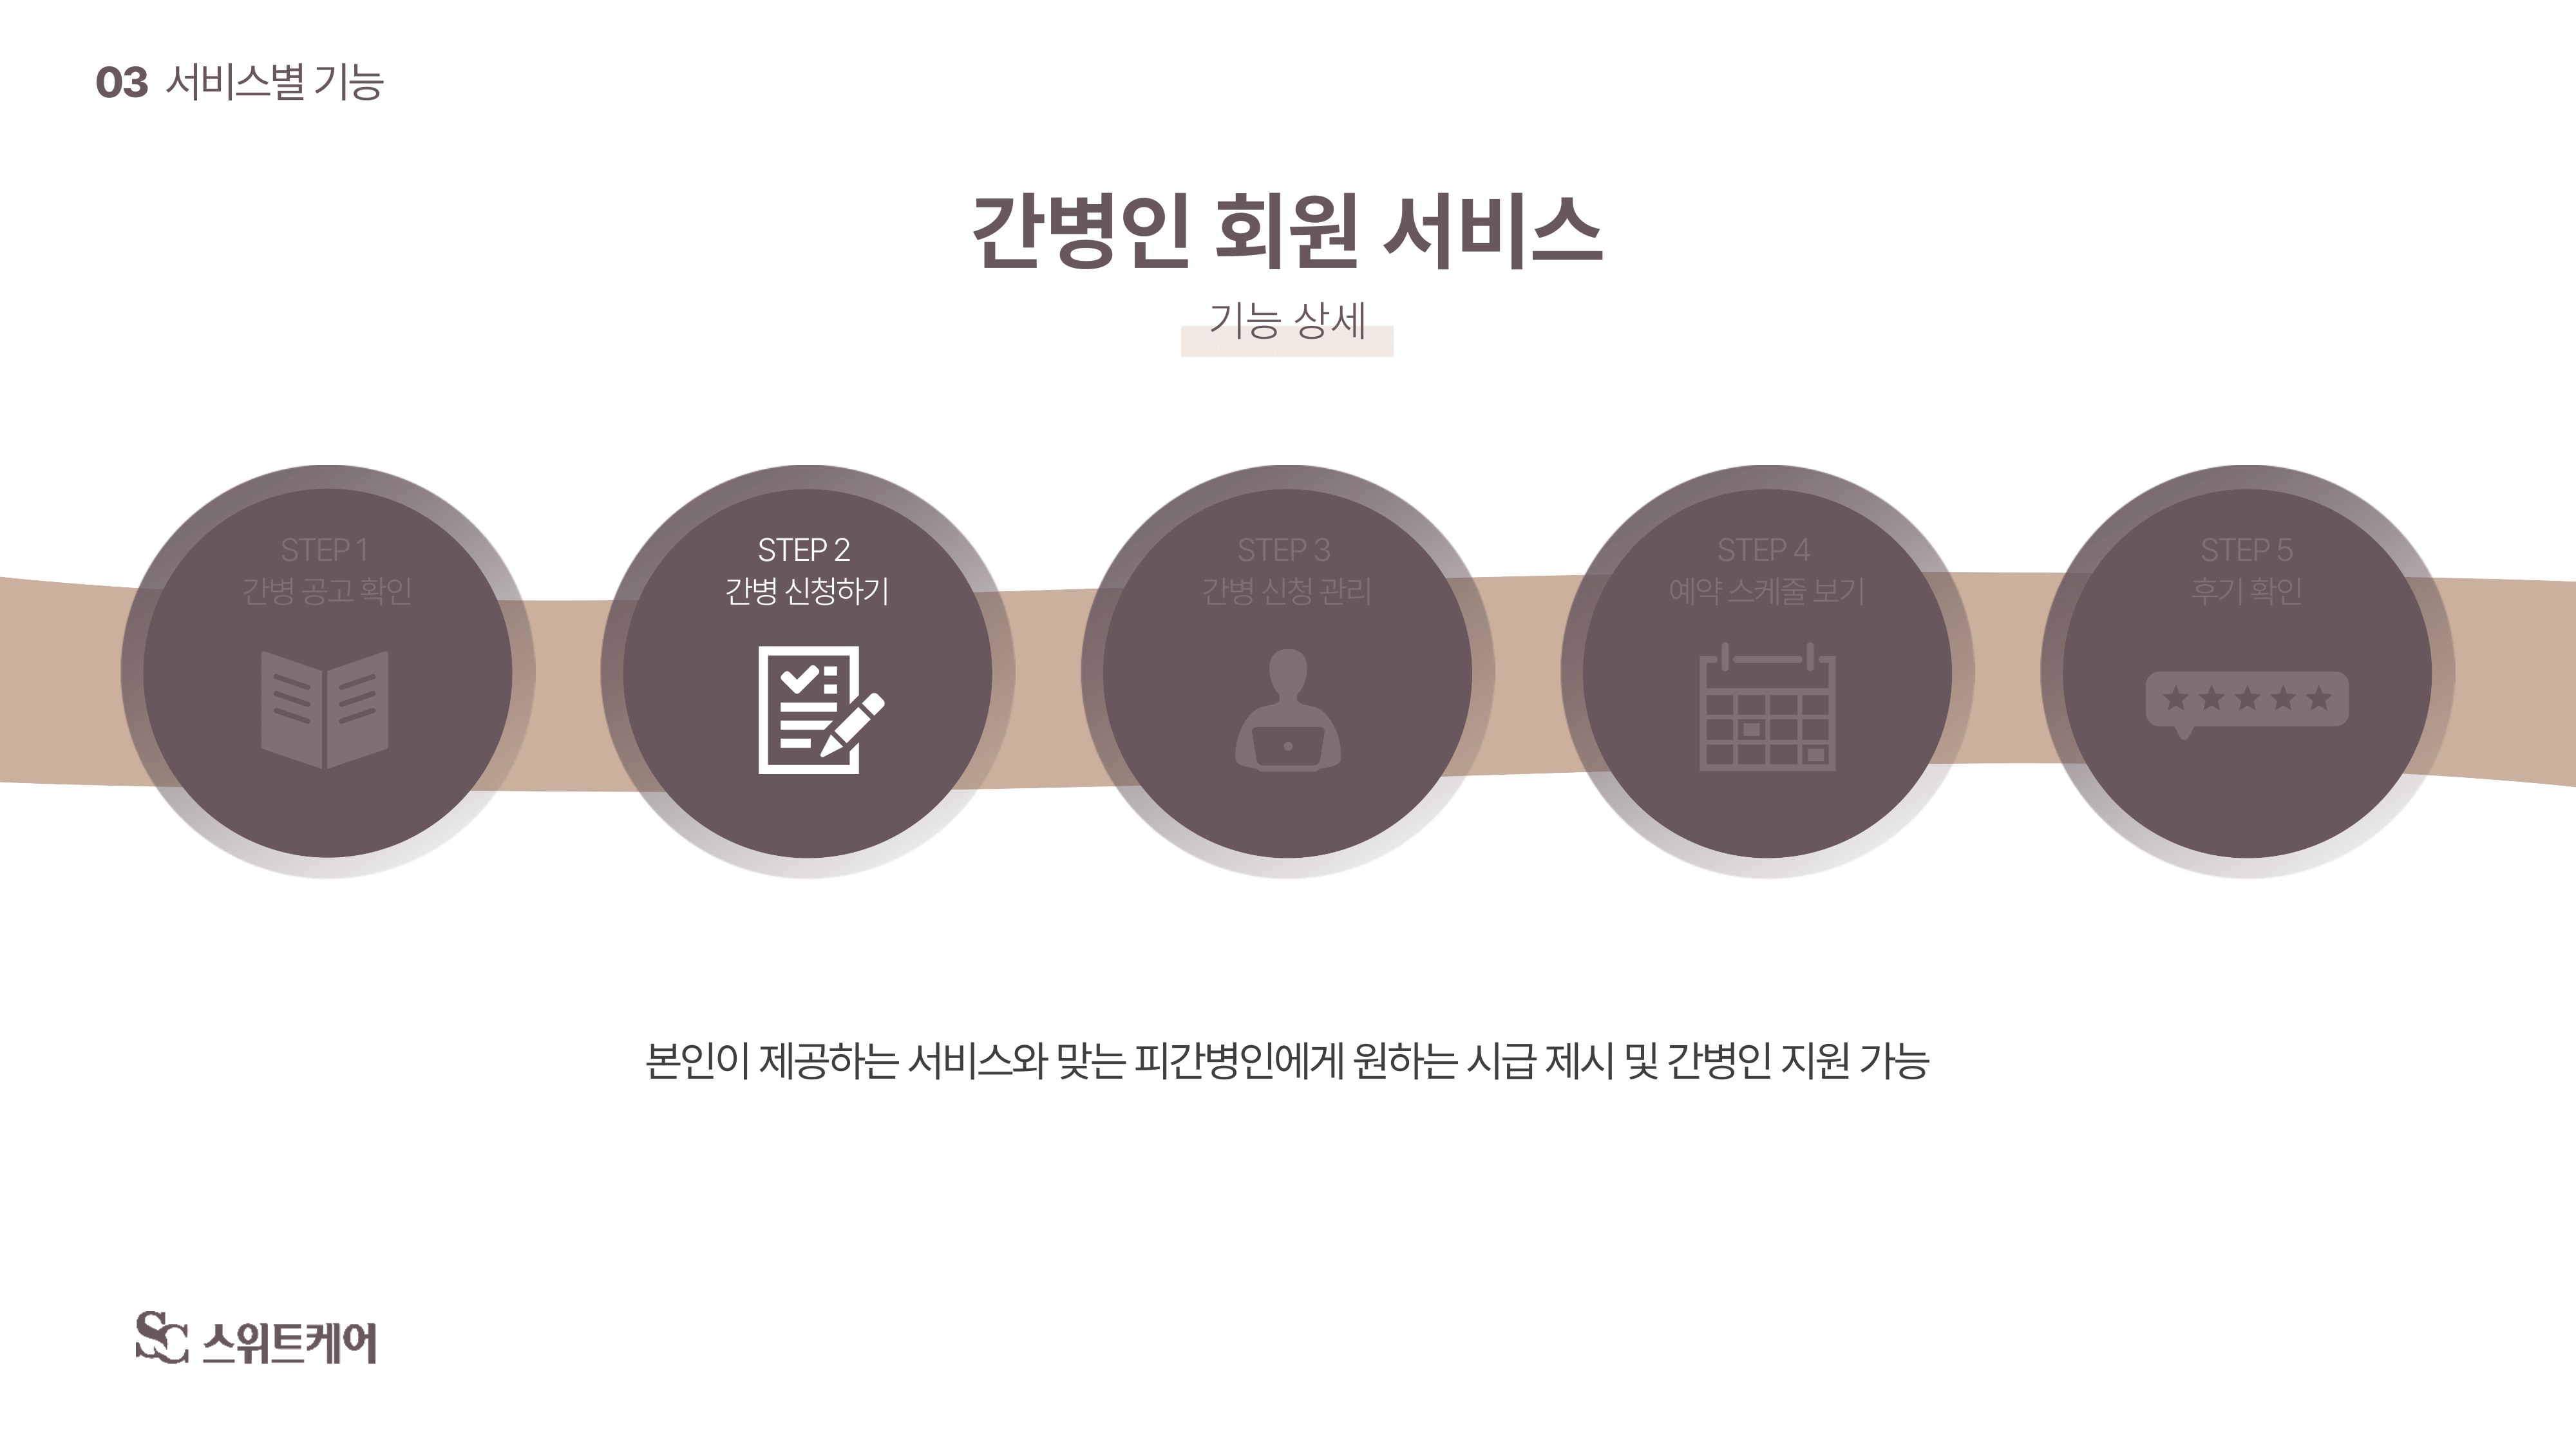 03 서비스별 기능
간병인 회원 서비스
기능 상세
STEP 1
간병 공고 확인
STEP 2
간병 신청하기
STEP 3
간병 신청 관리
STEP 4
예약 스케줄 보기
STEP 5
후기 확인
본인이 제공하는 서비스와 맞는 피간병인에게 원하는 시급 제시 및 간병인 지원 가능
SC 스위트케어